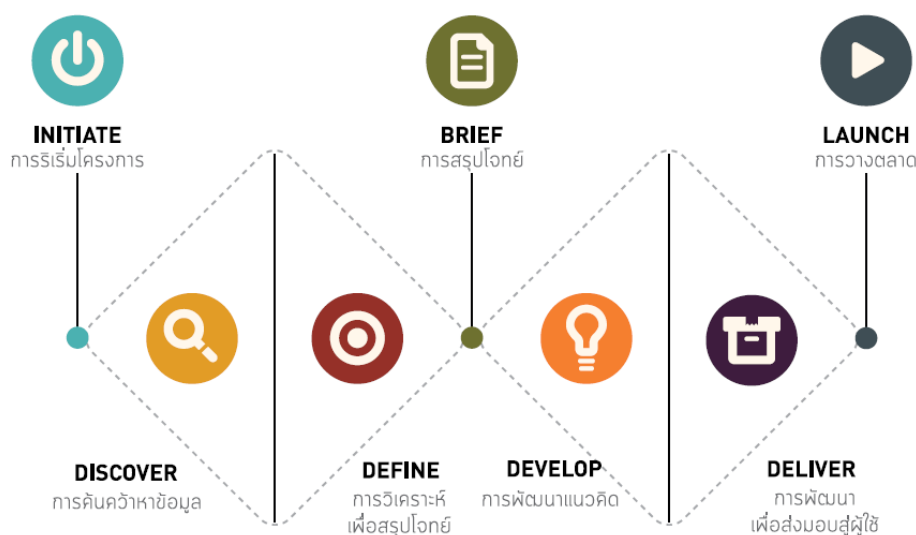 INITIATE
การริเริ่มโครงการ
BRIEF
การสรุปโจทย์
LAUNCH
การวางตลาด
DISCOVER
การค้นคว้าหาข้อมูล
DEFINE
การวิเคราะห์
เพื่อสรุปโจทย์
DEVELOP
การพัฒนาแนวคิด
DELIVER
การพัฒนา
เพื่อส่งมอบสู่ผู้ใช้